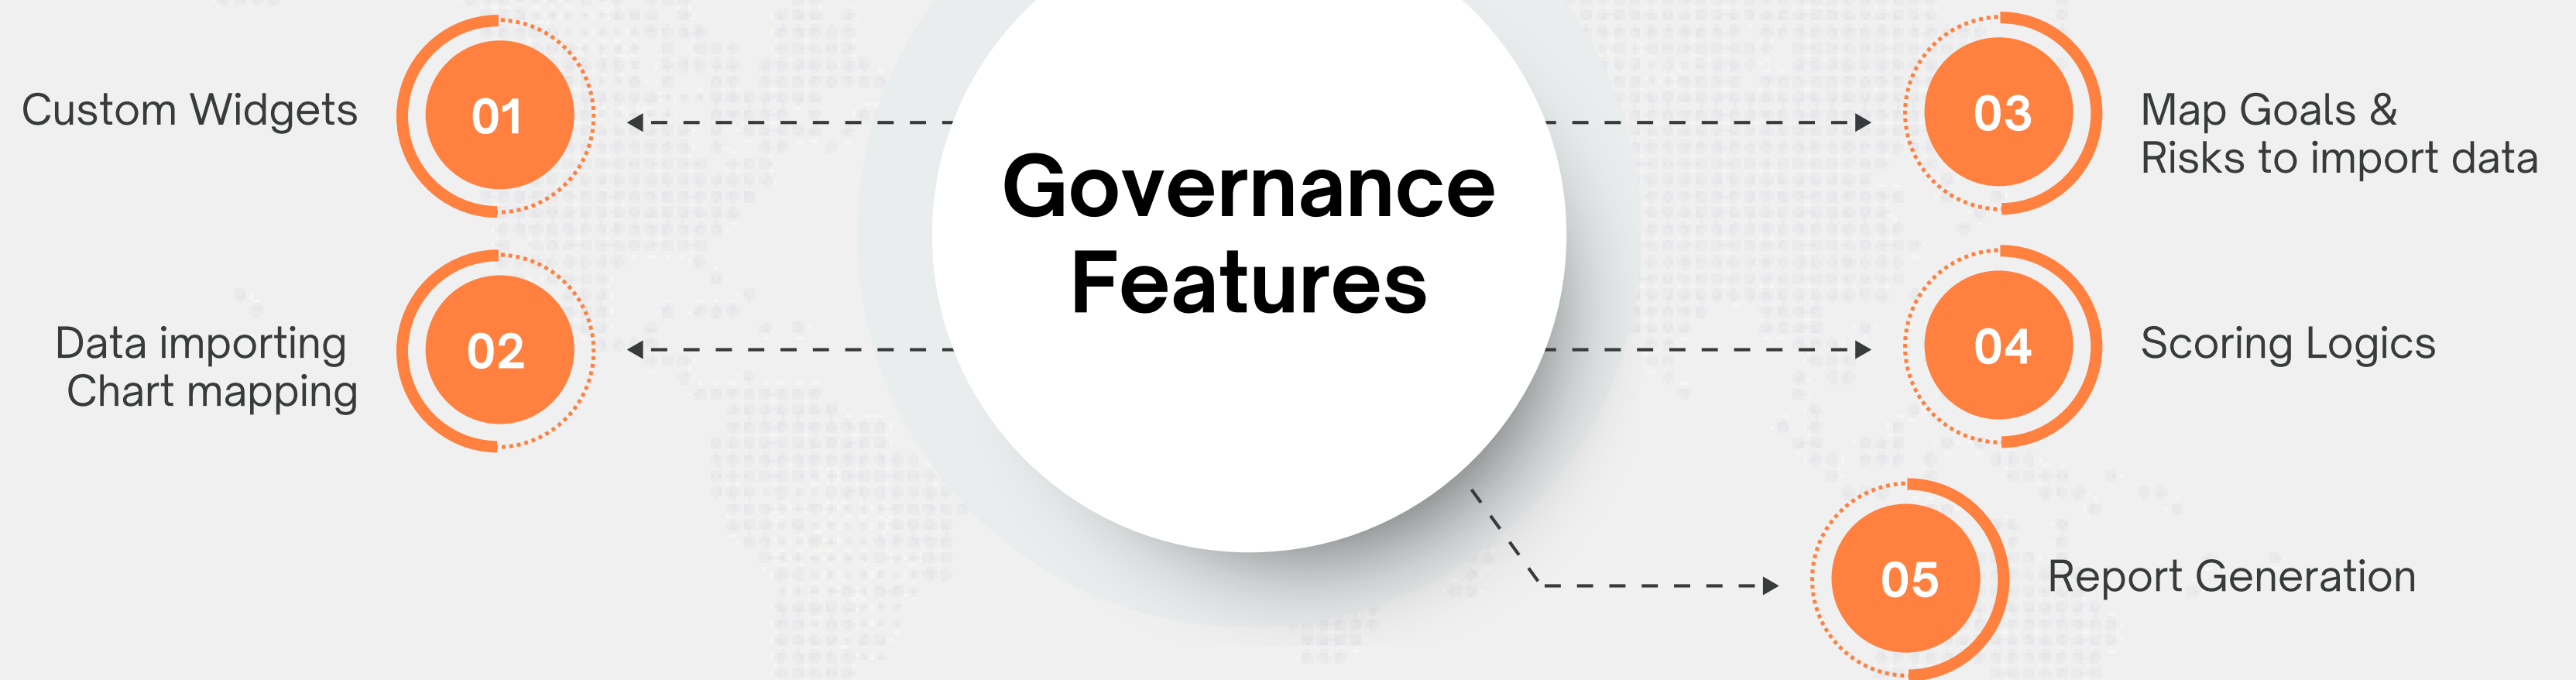 Custom Widgets
01
Data importing
Chart mapping
02
Governance
Features
03
Map Goals &
Risks to import data
04
Scoring Logics
05
Report Generation